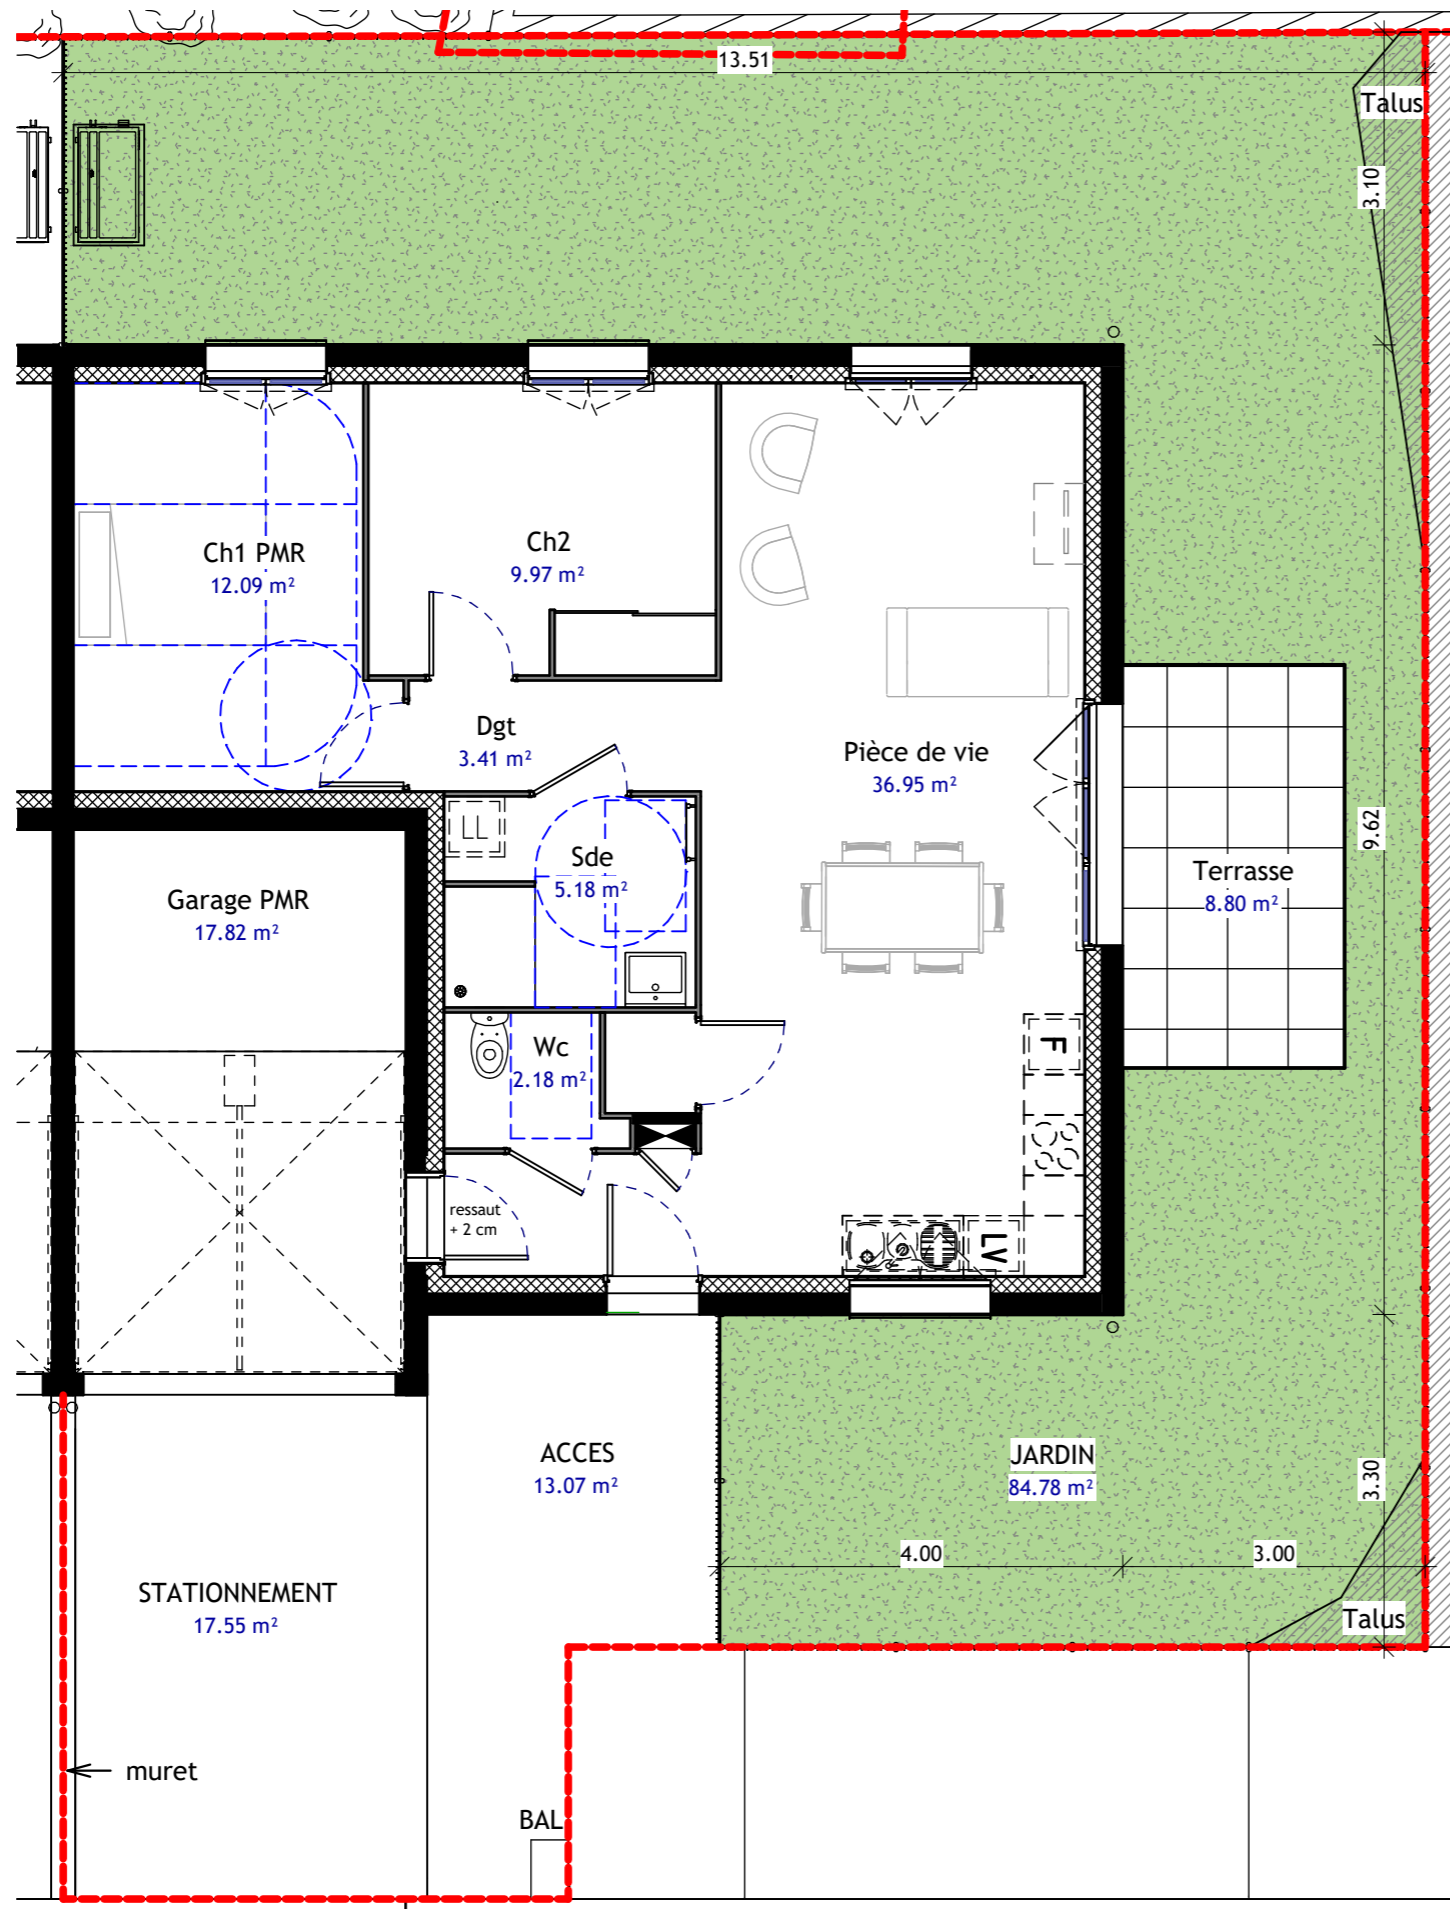 13.51
Talus
3.10
Ch1 PMR
12.09 m²
Ch2
9.97 m²
Dgt
3.41 m²
Pièce de vie
36.95 m²
LL
Sde
5.18 m²
Terrasse
8.80 m²
9.62
Garage PMR
17.82 m²
Wc
2.18 m²
F
ressaut
+ 2 cm
LV
ACCES
13.07 m²
JARDIN
84.78 m²
3.30
4.00
3.00
STATIONNEMENT
17.55 m²
Talus
muret
BAL